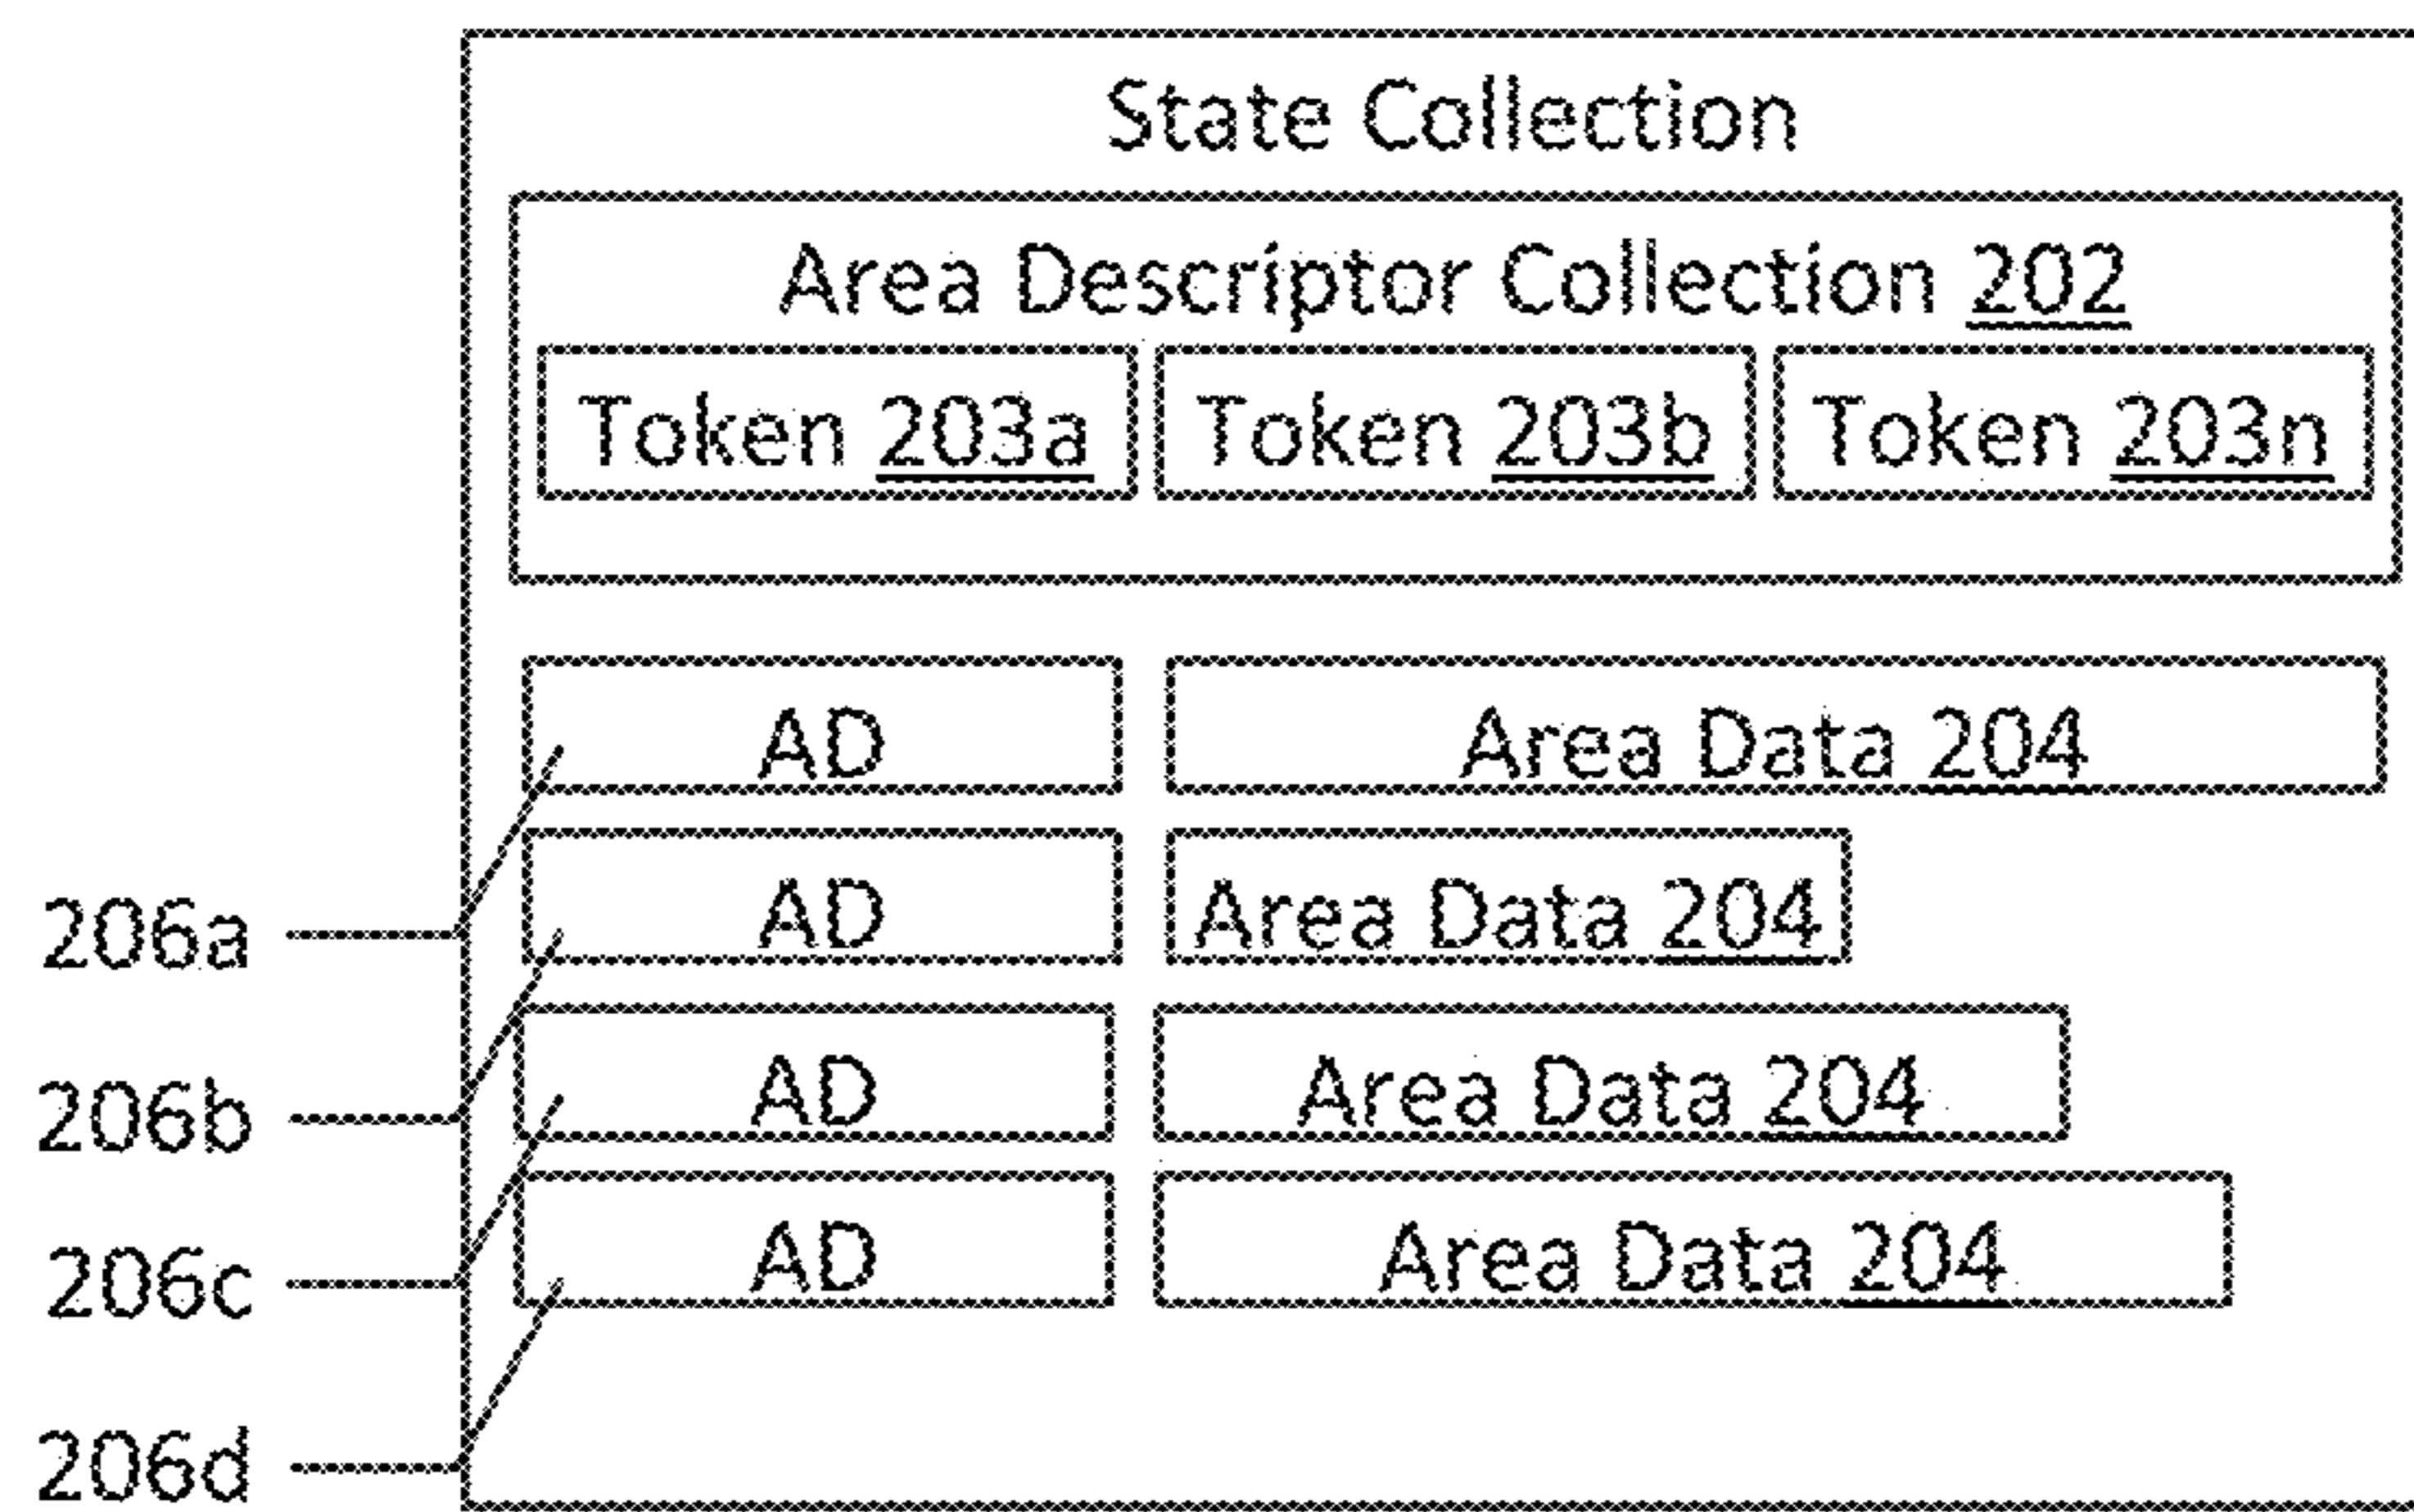 State Collection
Area Descriptor Collection 202
Token 203a Token 203b Token 203n
AD Area Data 204
206a AD Area Data 204
206b AD Area Data 204
206c AD Area Data 204
206d